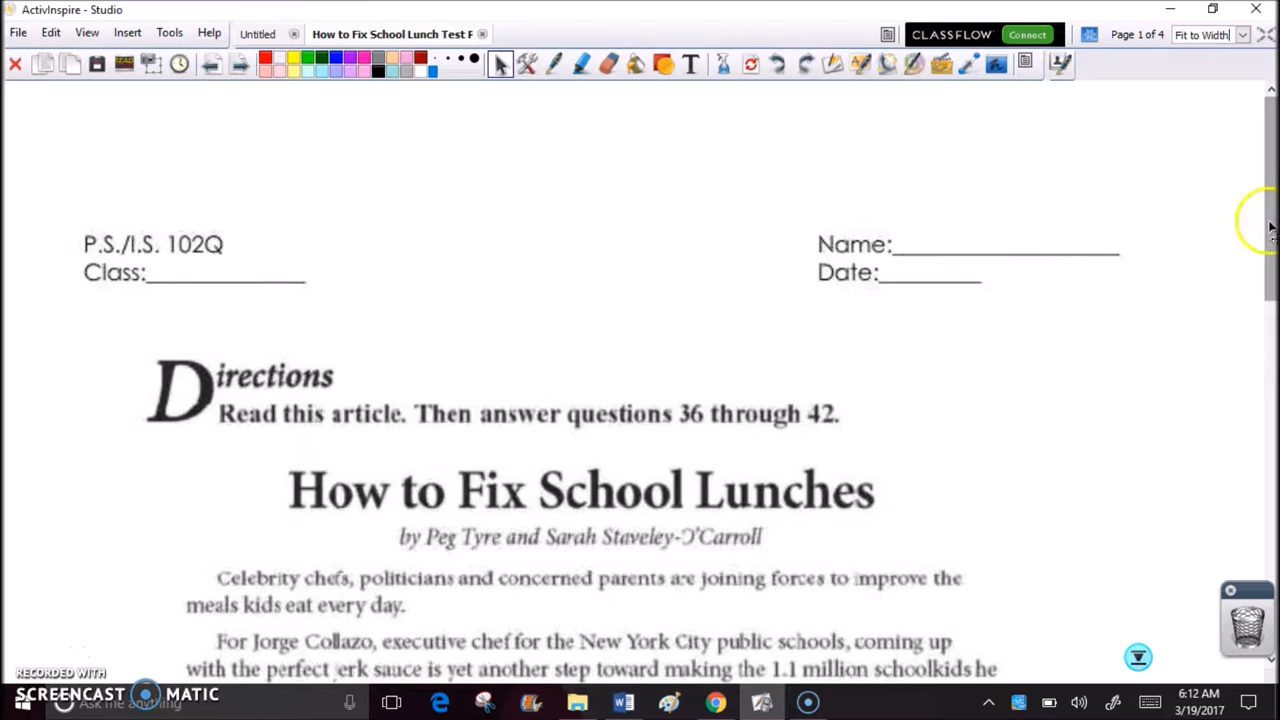 ActivInspire - Studio
File Edit View Insert Tools Help
Untitled
How to Fix School Lunch Test P
CLASSFLOW Connect
Page 1 of 4
Fit to Width
P.S./I.S. 102Q
Name:
Class:
Date:
Directions
Read this article. Then answer questions 36 through 42.
How to Fix School Lunches
by Peg Tyre and Sarah Staveley-O'Carroll
Celebrity chefs, politicians and concerned parents are joining forces to improve the
meals kids eat every day.
For Jorge Collazo, executive chef for the New York City public schools, coming up
with the perfect jerk sauce is yet another step toward making the 1.1 million schoolkids he
RECORDED WITH
SCREENCAST MATIC
Ask me anything
6:12 AM
3/19/2017